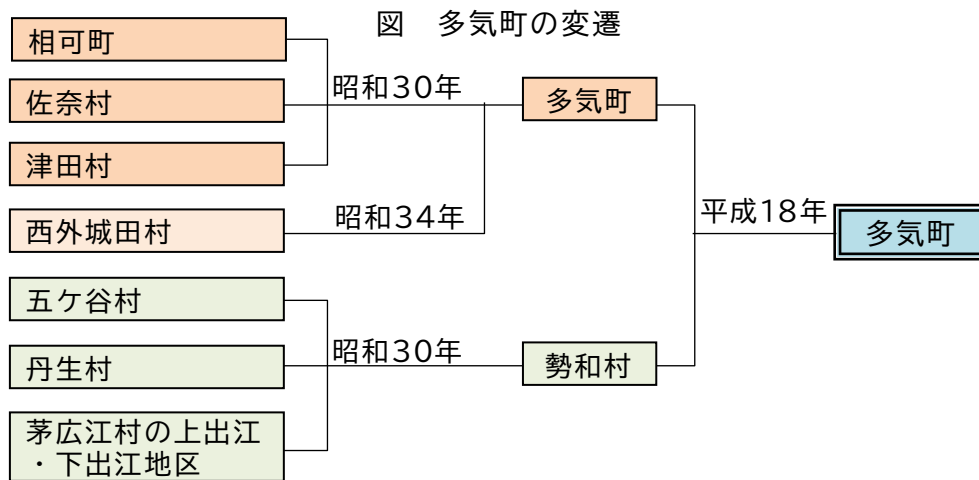 図　多気町の変遷
相可町
佐奈村
津田村
西外城田村
五ケ谷村
丹生村
茅広江村の上出江
・下出江地区
昭和30年
昭和34年
昭和30年
多気町
勢和村
平成18年
多気町